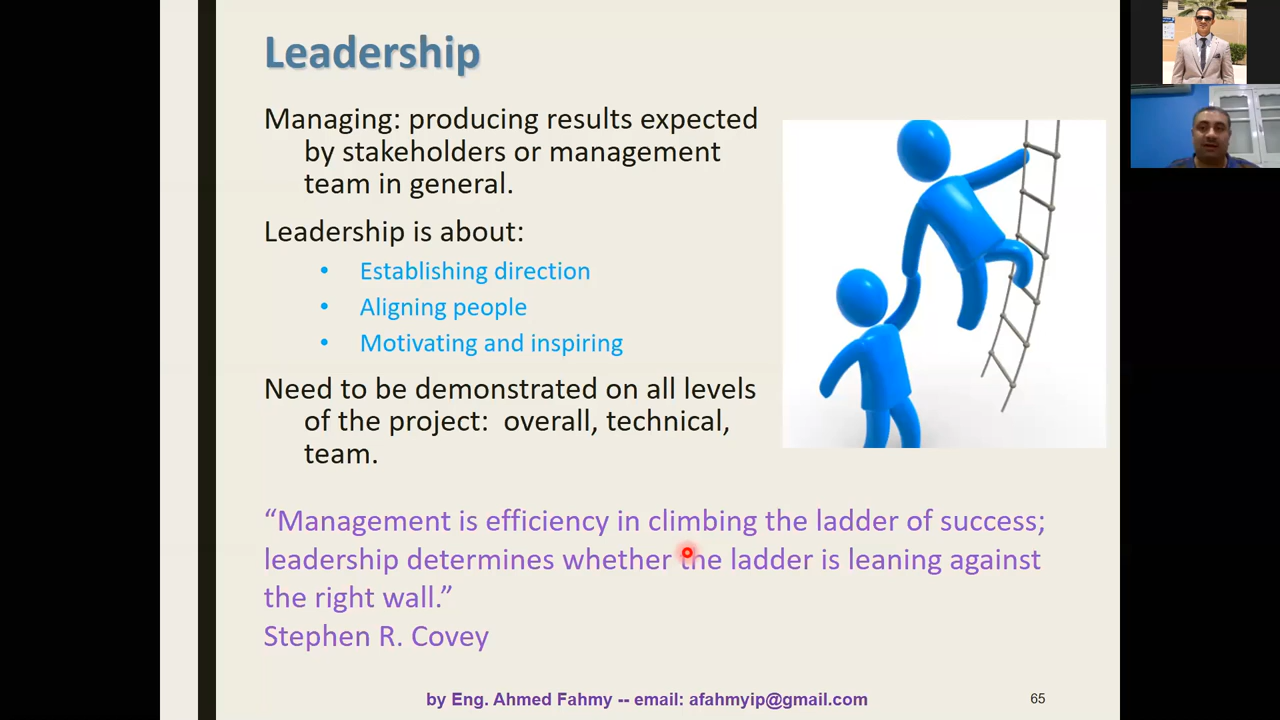 Leadership
Managing: producing results expected
by stakeholders or management
team in general.
Leadership is about:
• Establishing direction
• Aligning people
• Motivating and inspiring
Need to be demonstrated on all levels
of the project: overall, technical,
team.
“Management is efficiency in climbing the ladder of success;
leadership determines whether the ladder is leaning against
the right wall.”
Stephen R. Covey
by Eng. Ahmed Fahmy -- email: afahmyip@gmail.com
65